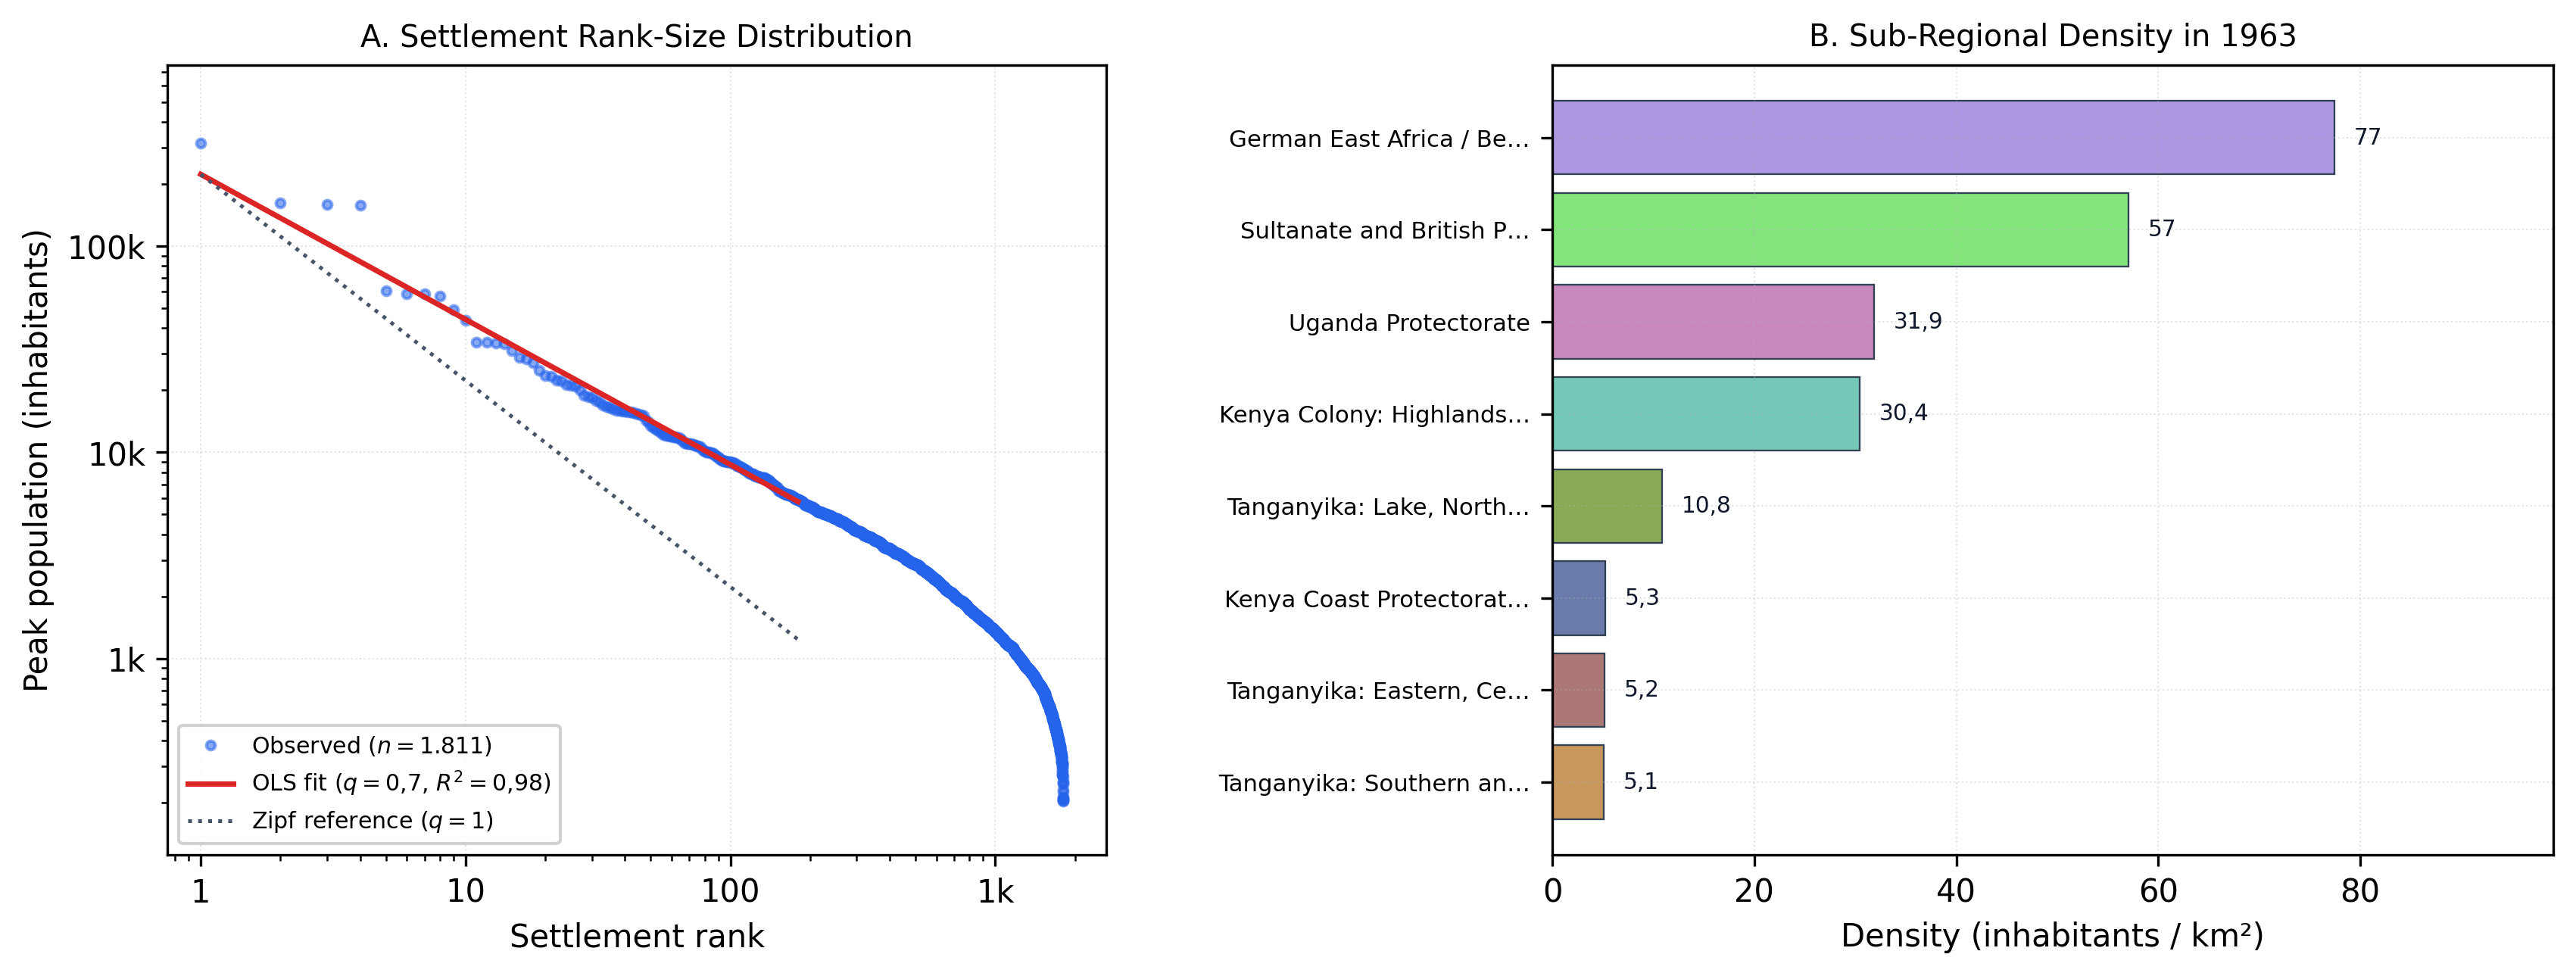 A. Settlement Rank-Size Distribution
Peak population (inhabitants)
100k
10k
1k
Observed (n = 1.811)
OLS fit (q = 0,7, R² = 0,98)
Zipf reference (q = 1)
1 10 100 1k
Settlement rank
B. Sub-Regional Density in 1963
German East Africa / Be... 77
Sultanate and British P... 57
Uganda Protectorate 31,9
Kenya Colony: Highlands... 30,4
Tanganyika: Lake, North... 10,8
Kenya Coast Protectorat... 5,3
Tanganyika: Eastern, Ce... 5,2
Tanganyika: Southern an... 5,1
0 20 40 60 80
Density (inhabitants / km²)